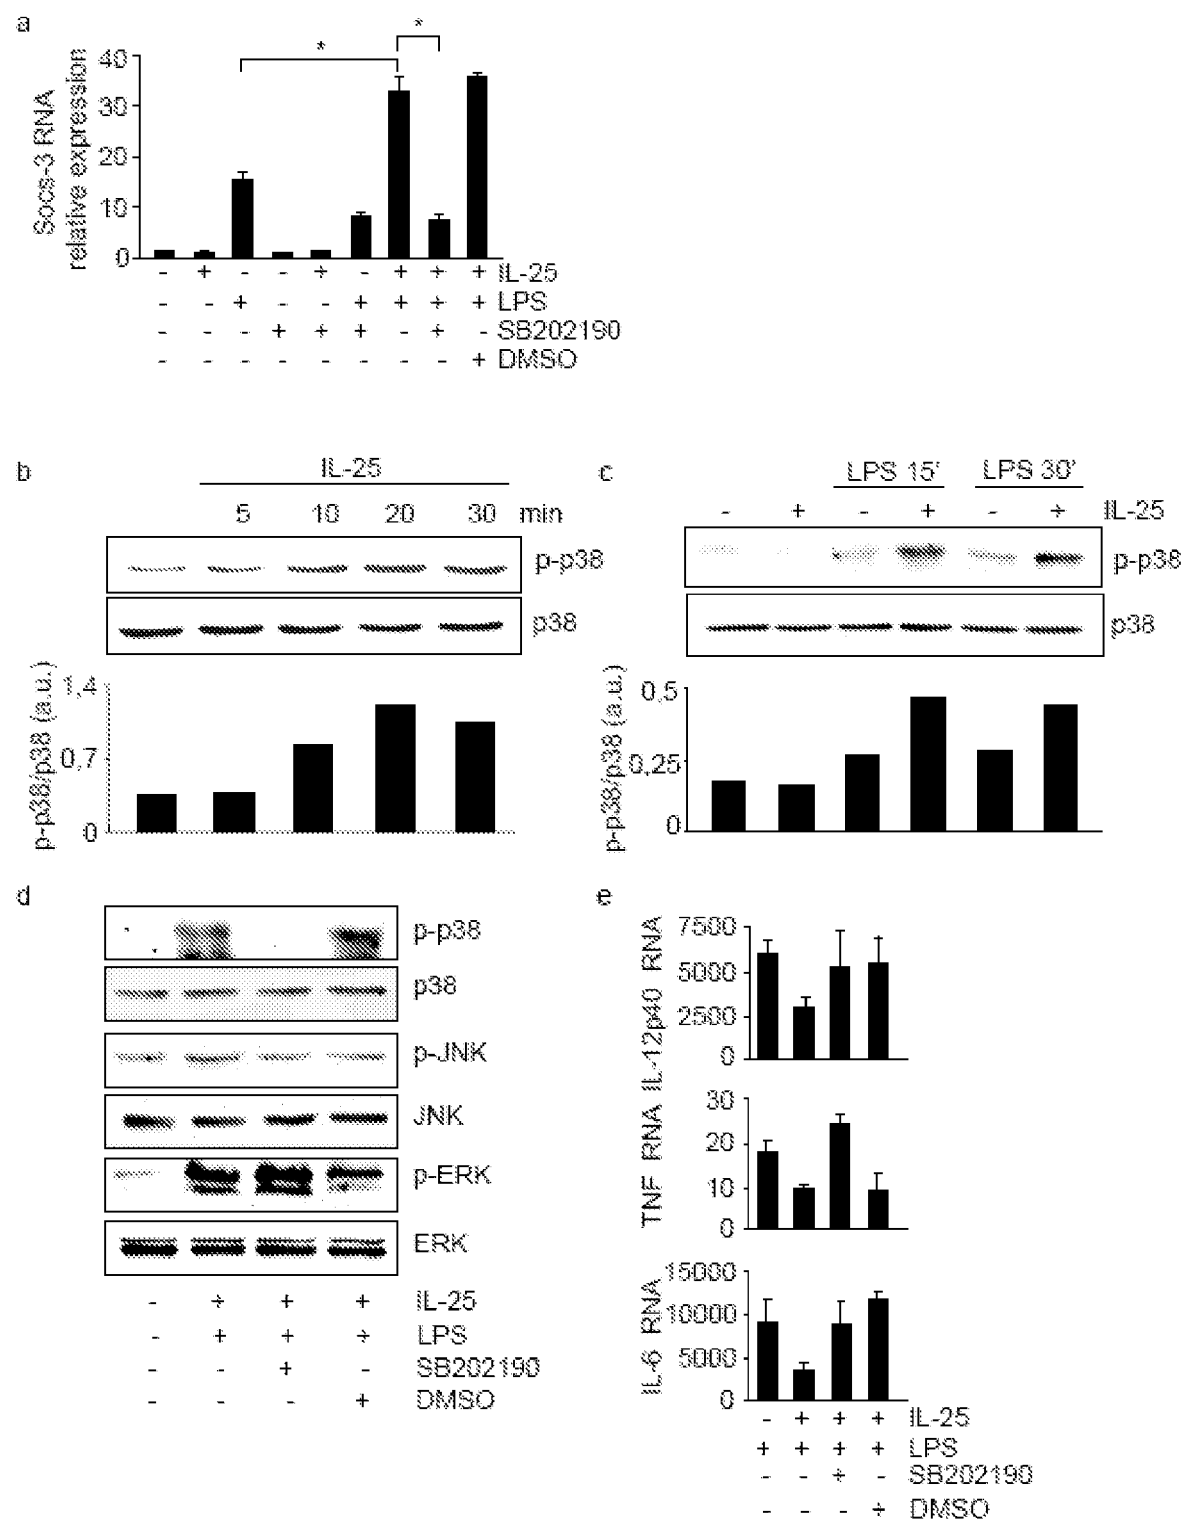 a
* *
Socs-3 RNA
relative expression
40
30
20
10
0
- + - - + - + + + IL-25
- - + - - + + + + LPS
- - - + + + - + - SB202190
- - - - - - - - + DMSO
b
IL-25
5 10 20 30 min
p-p38
p38
p-p38/p38 (a.u.)
1,4
0,7
0
c
LPS 15' LPS 30'
- + - + - + IL-25
p-p38
p38
p-p38/p38 (a.u.)
0,5
0,25
0
d
p-p38
p38
p-JNK
JNK
p-ERK
ERK
- + + + IL-25
- + + + LPS
- - + - SB202190
- - - + DMSO
e
IL-12p40 RNA
7500
5000
2500
0
TNF RNA
30
20
10
0
IL-6 RNA
15000
10000
5000
0
- + + + IL-25
+ + + + LPS
- - + - SB202190
- - - + DMSO